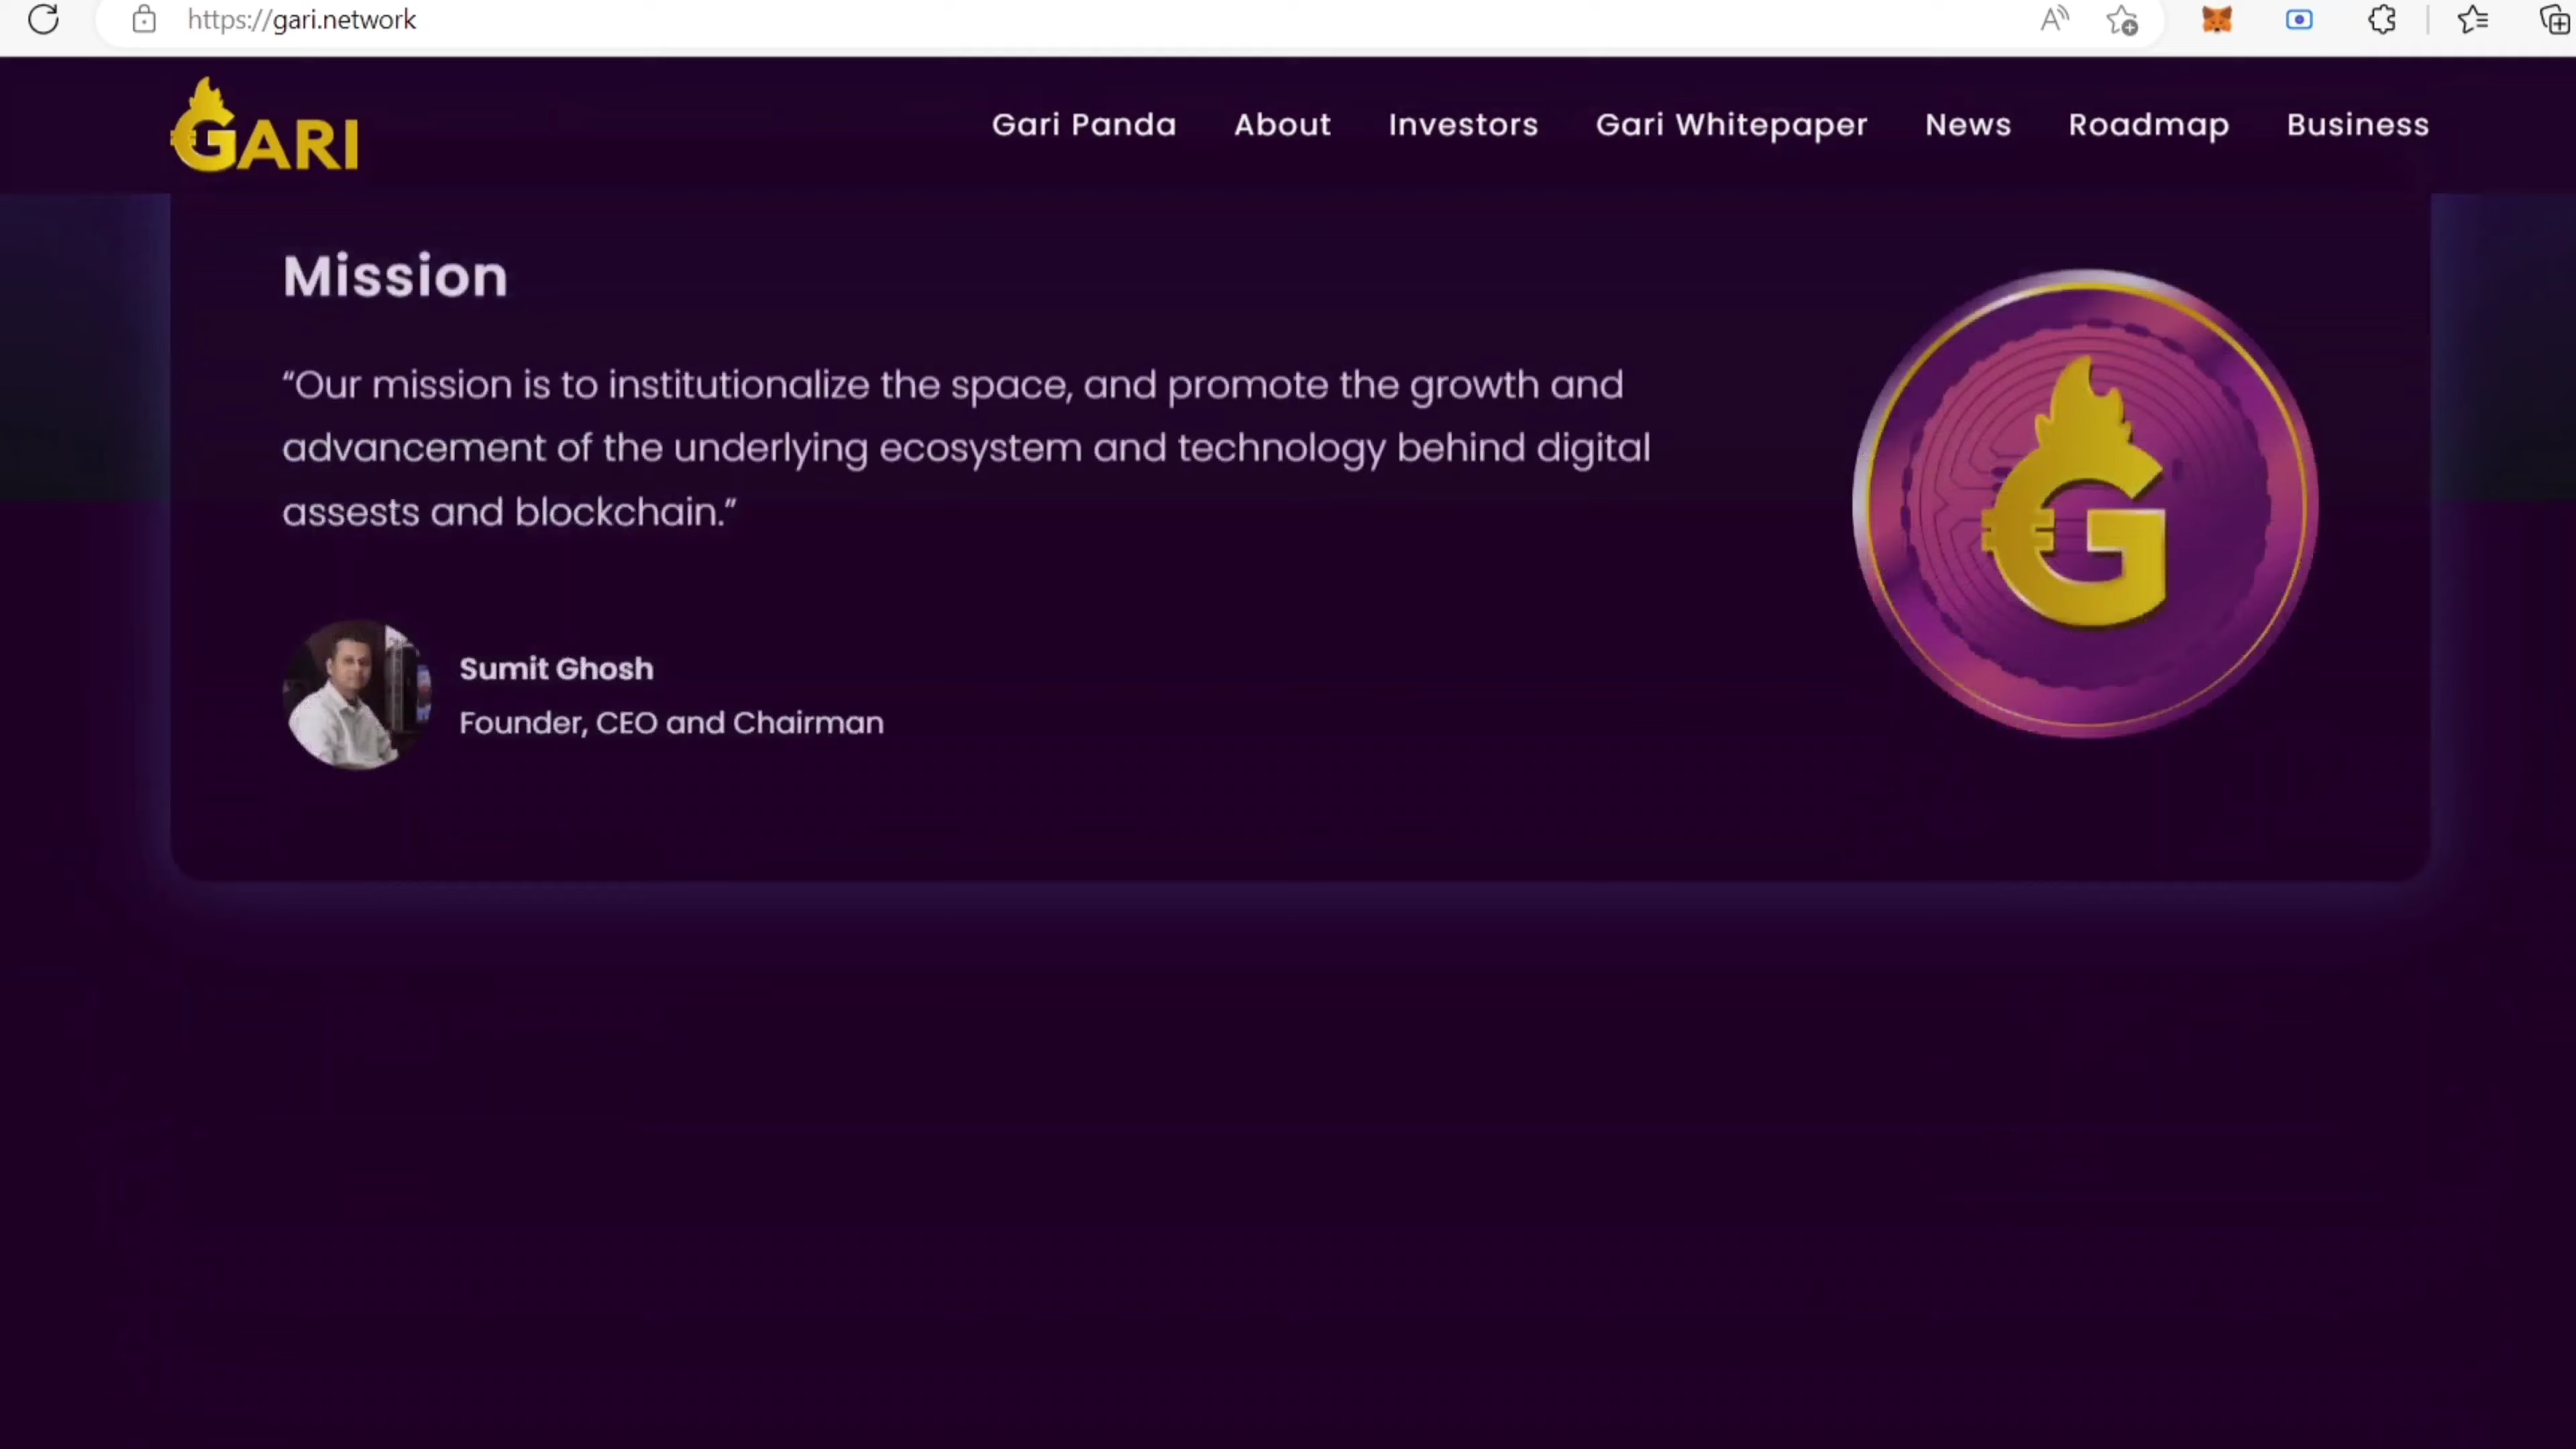 https://gari.network
GARI
Gari Panda About Investors Gari Whitepaper News Roadmap Business
Mission
“Our mission is to institutionalize the space, and promote the growth and
advancement of the underlying ecosystem and technology behind digital
assests and blockchain.”
Sumit Ghosh
Founder, CEO and Chairman
G